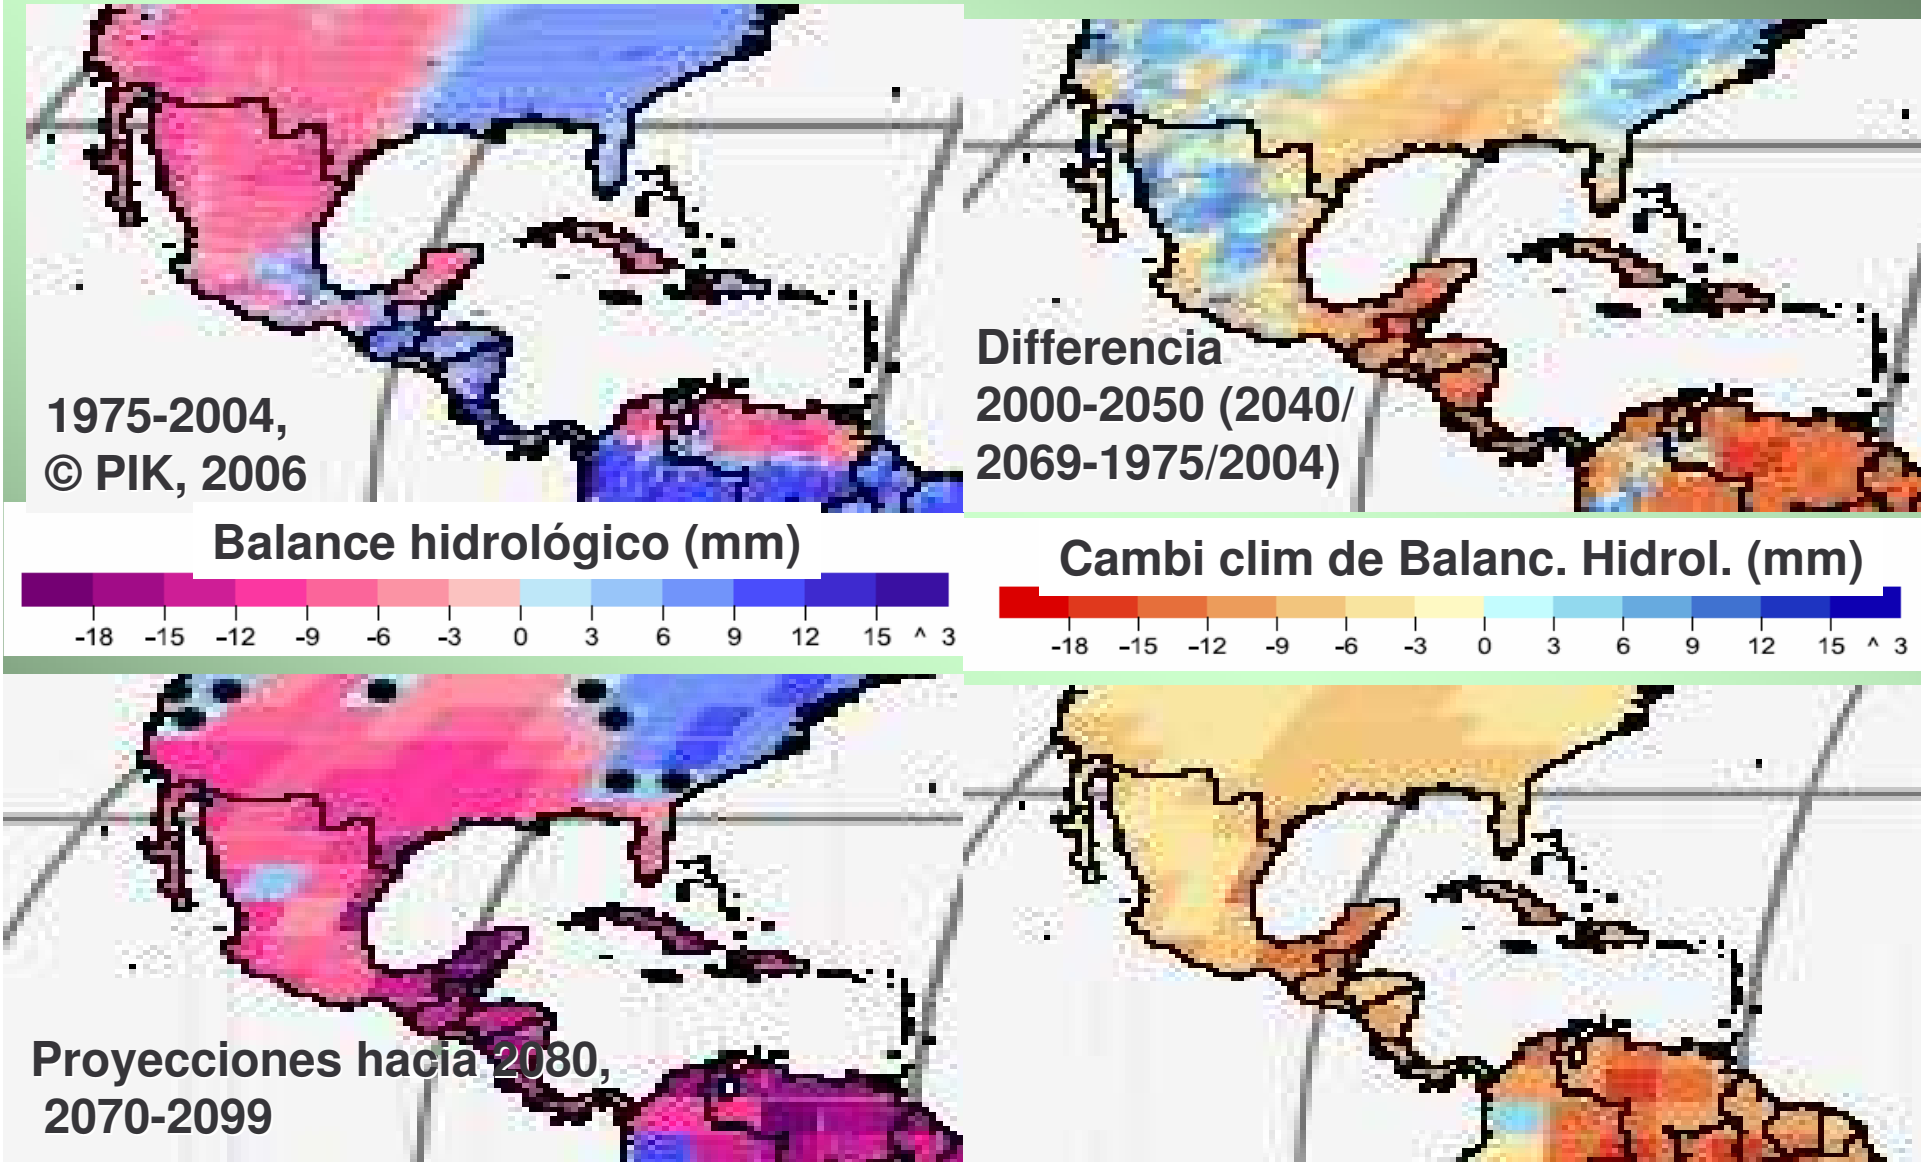 1975-2004,
© PIK, 2006
Differencia
2000-2050 (2040/
2069-1975/2004)
Balance hidrológico (mm)
-18 -15 -12 -9 -6 -3 0 3 6 9 12 15 ^ 3
Cambi clim de Balanc. Hidrol. (mm)
-18 -15 -12 -9 -6 -3 0 3 6 9 12 15 ^ 3
Proyecciones hacia 2080,
2070-2099